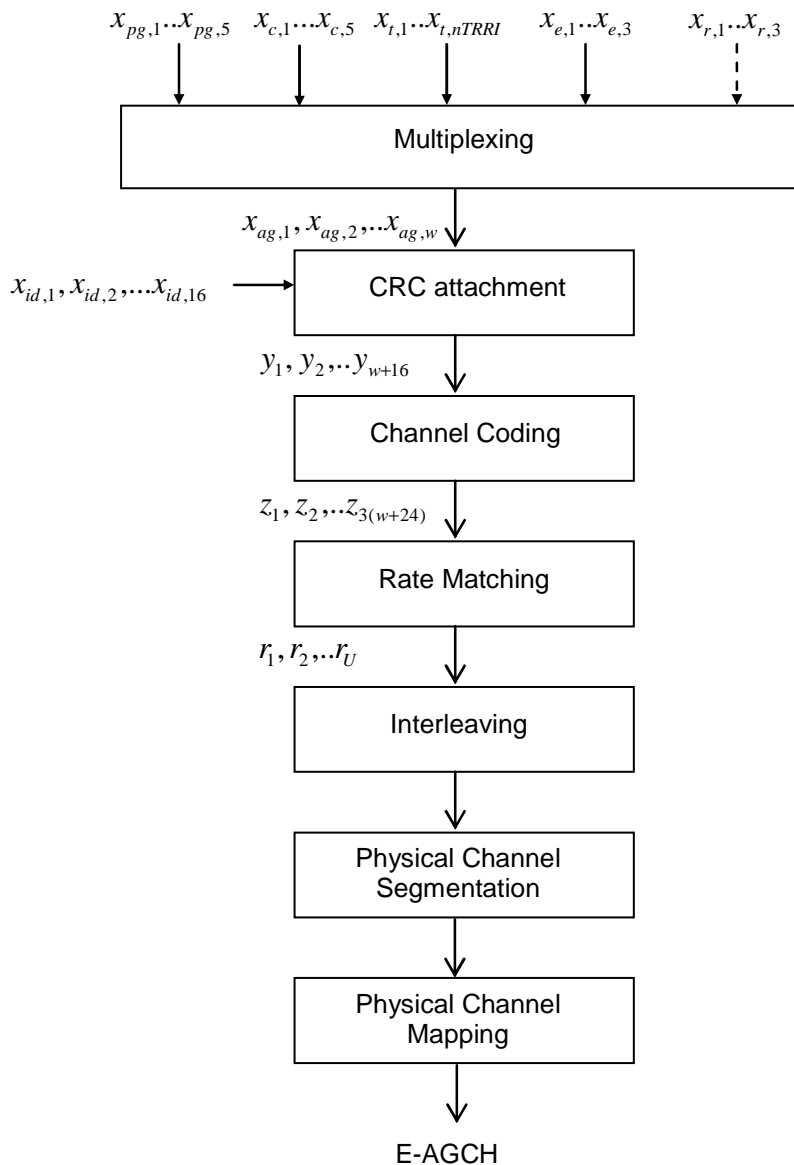 x_{pg,1}..x_{pg,5} x_{c,1}...x_{c,5} x_{t,1}..x_{t,nTRRI} x_{e,1}..x_{e,3} x_{r,1}..x_{r,3}
Multiplexing
x_{ag,1}, x_{ag,2},..x_{ag,w}
x_{id,1}, x_{id,2},...x_{id,16}
CRC attachment
y_1, y_2,..y_{w+16}
Channel Coding
z_1, z_2,..z_{3(w+24)}
Rate Matching
r_1, r_2,..r_U
Interleaving
Physical Channel
Segmentation
Physical Channel
Mapping
E-AGCH